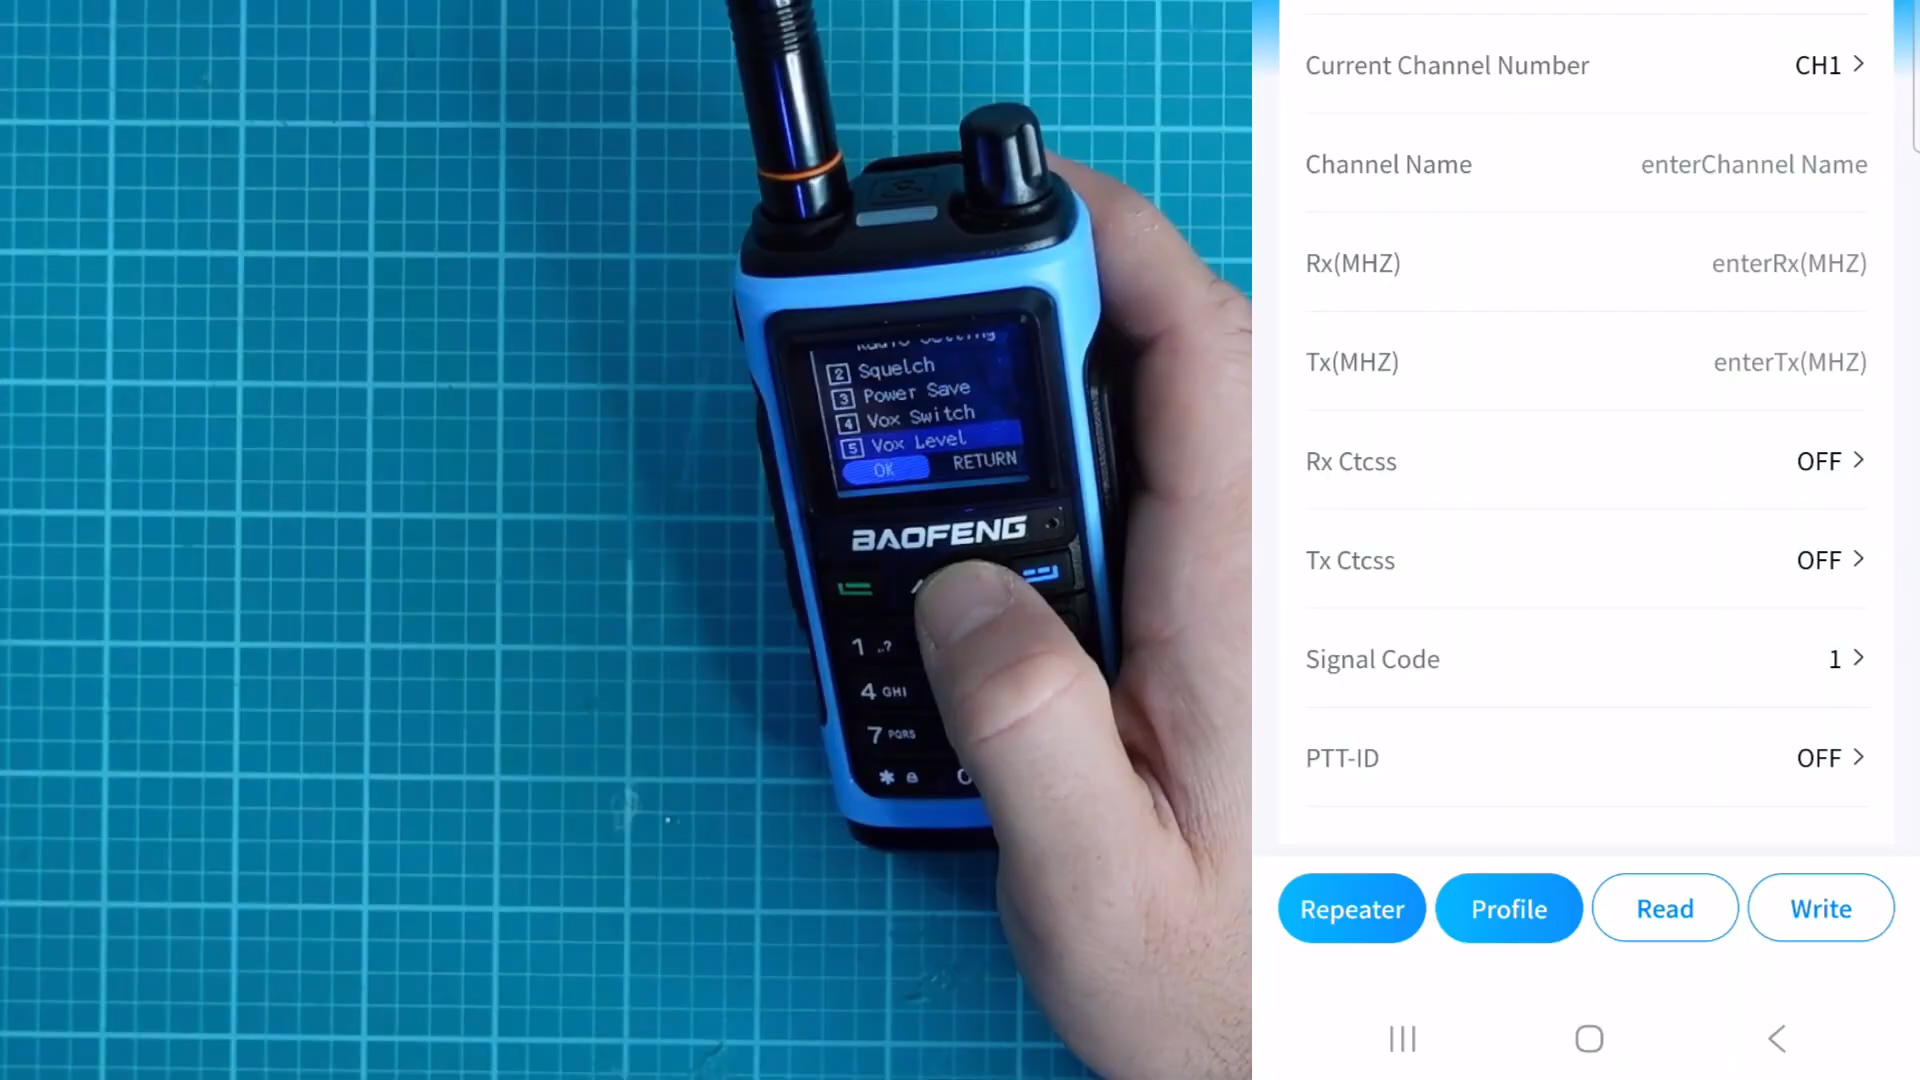 Radio Setting
2 Squelch
3 Power Save
4 Vox Switch
5 Vox Level
OK RETURN
BAOFENG
1 ..?
4 GHI
7 PQRS
*
Current Channel Number CH1 >
Channel Name enterChannel Name
Rx(MHZ) enterRx(MHZ)
Tx(MHZ) enterTx(MHZ)
Rx Ctcss OFF >
Tx Ctcss OFF >
Signal Code 1 >
PTT-ID OFF >
Repeater Profile Read Write